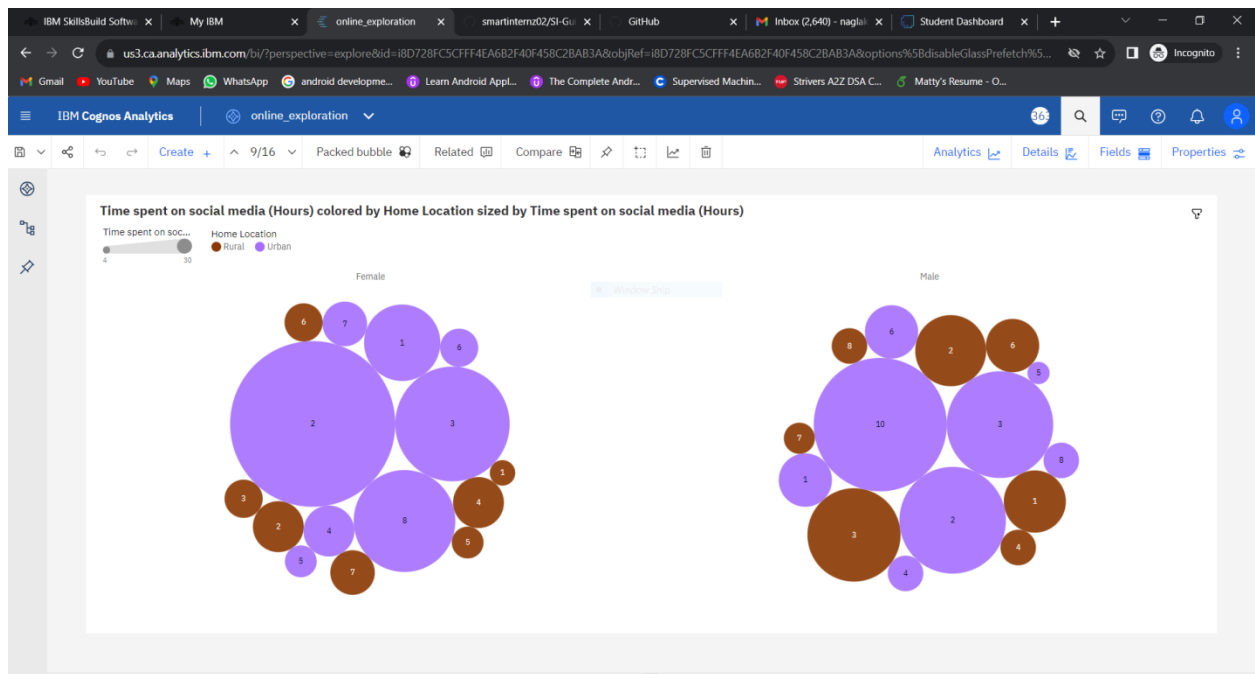 IBM SkillsBuild Softwa
My IBM
online_exploration
smartinternz02/SI-Gui
GitHub
Inbox (2,640) - naglai
Student Dashboard
us3.ca.analytics.ibm.com/bi/?perspective=explore&id=i8D728FC5CFFF4EA6B2F40F458C2BAB3A&objRef=i8D728FC5CFFF4EA6B2F40F458C2BAB3A&options%5BdisableGlassPrefetch%5...
Incognito
Gmail YouTube Maps WhatsApp android developme... Learn Android Appl... The Complete Andr... Supervised Machin... Strivers A2Z DSA C... Matty's Resume - O...
IBM Cognos Analytics online_exploration
Create + 9/16 Packed bubble Related Compare Analytics Details Fields Properties
Time spent on social media (Hours) colored by Home Location sized by Time spent on social media (Hours)
Time spent on soc... Home Location
Rural Urban
4 30
Female Male
Window Snip
6
7
1
6
2
3
1
3
2
4
8
4
5
5
7
6
8
2
6
5
10
3
7
1
8
3
2
1
4
4